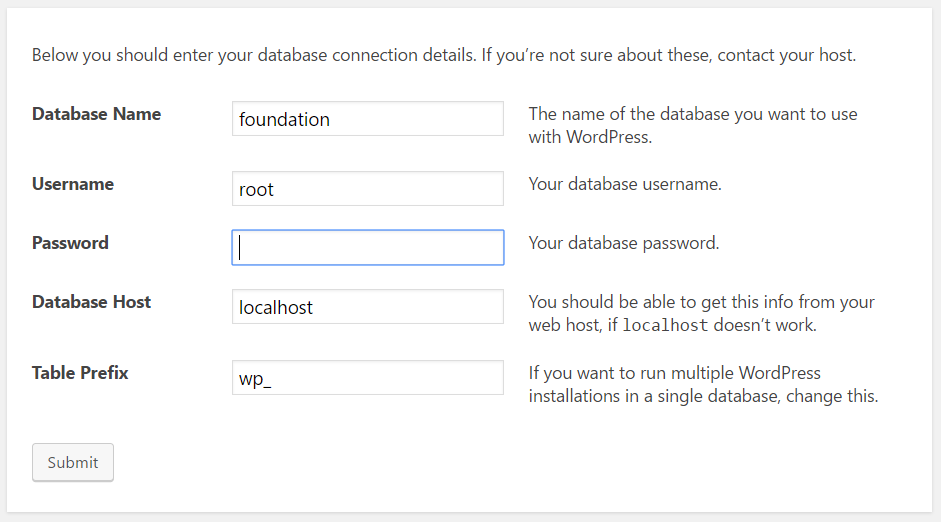 Below you should enter your database connection details. If you’re not sure about these, contact your host.
Database Name
foundation
The name of the database you want to use
with WordPress.
Username
root
Your database username.
Password
Your database password.
Database Host
localhost
You should be able to get this info from your
web host, if localhost doesn’t work.
Table Prefix
wp_
If you want to run multiple WordPress
installations in a single database, change this.
Submit